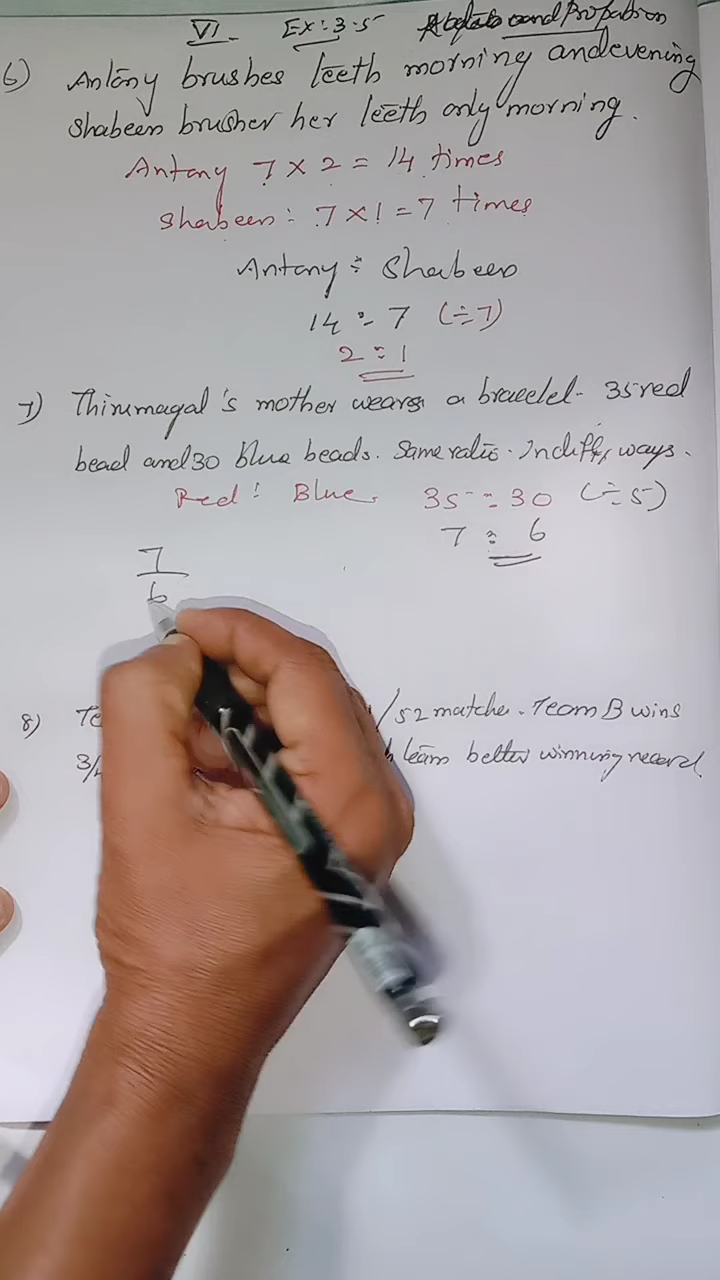 VI. Ex: 3.5 and Propation
6) Antony brushes teeth morning and evening
Shabeen brusher her teeth only morning.
Antony 7 × 2 = 14 times
Shabeen: 7 × 1 = 7 times
Antony : Shabeen
14 : 7 (÷7)
2 : 1
7) Thirumagal's mother wears a bracelet. 35 red
bead and 30 blue beads. Same ratio. In diff, ways.
Red : Blue. 35 : 30 (÷5)
7 : 6
7
6
8) Te /52 matche. Team B wins
3/ team better winning record.